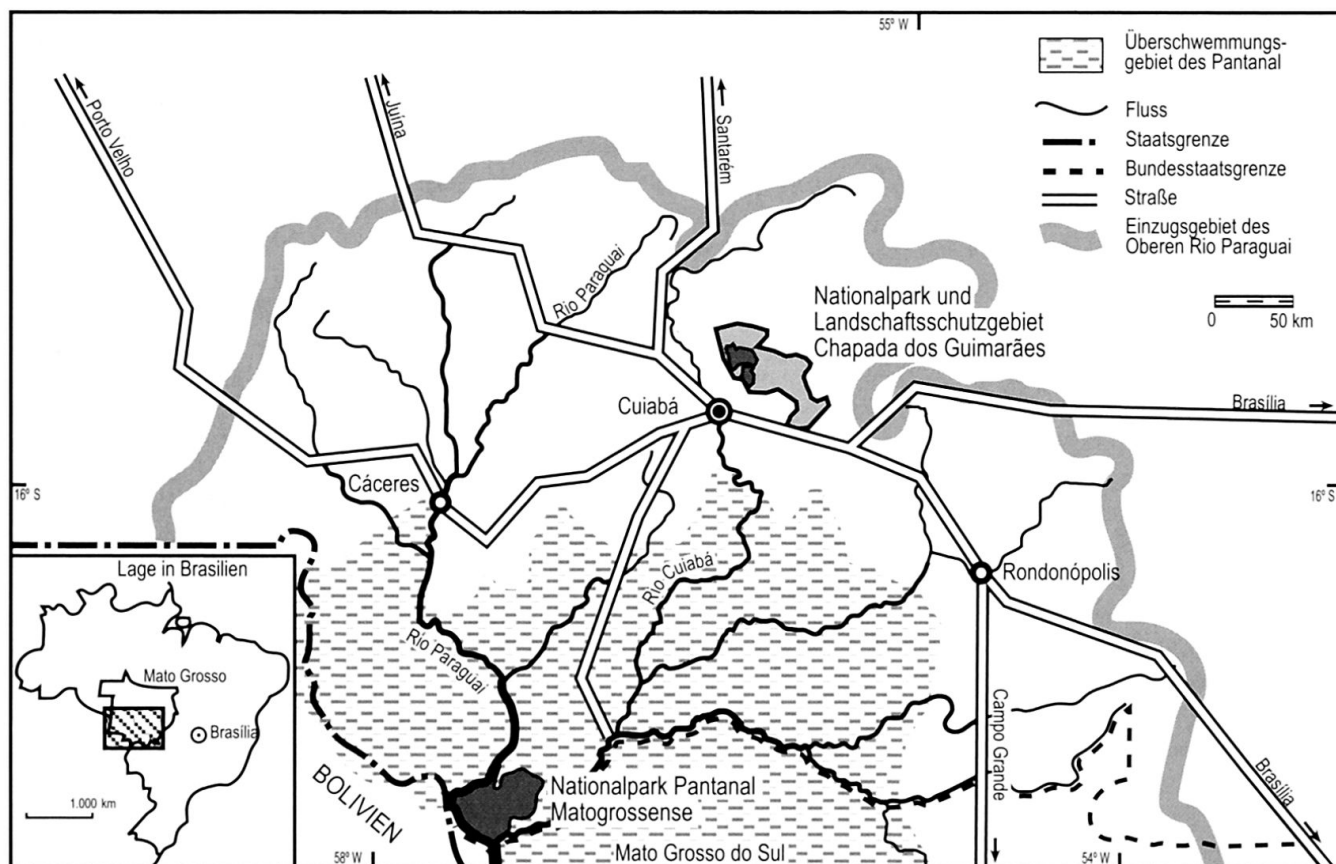 55° W
Überschwemmungs-
gebiet des Pantanal
Fluss
Staatsgrenze
Bundesstaatsgrenze
Straße
Einzugsgebiet des
Oberen Rio Paraguai
0 50 km
Porto Velho
Juína
Santarém
Rio Paraguai
Nationalpark und
Landschaftsschutzgebiet
Chapada dos Guimarães
Cuiabá
Brasília
Cáceres
16° S
16° S
Rio Cuiabá
Rondonópolis
Rio Paraguai
Campo Grande
Brasília
Lage in Brasilien
Mato Grosso
Brasília
1.000 km
BOLIVIEN
Nationalpark Pantanal
Matogrossense
Mato Grosso do Sul
58° W
54° W